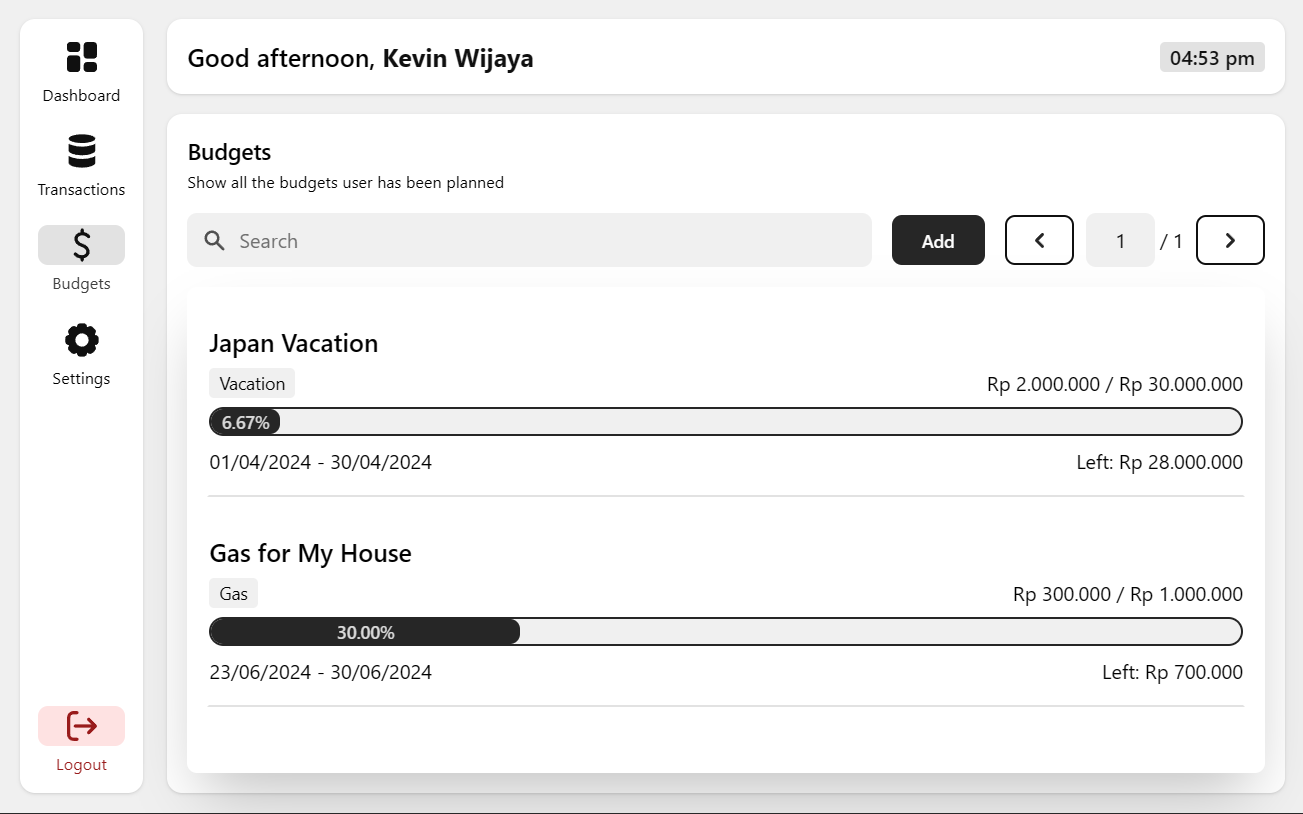 Dashboard
Transactions
Budgets
Settings
Logout
Good afternoon, Kevin Wijaya
04:53 pm
Budgets
Show all the budgets user has been planned
Search
Add
1 / 1
Japan Vacation
Vacation
Rp 2.000.000 / Rp 30.000.000
6.67%
01/04/2024 - 30/04/2024
Left: Rp 28.000.000
Gas for My House
Gas
Rp 300.000 / Rp 1.000.000
30.00%
23/06/2024 - 30/06/2024
Left: Rp 700.000